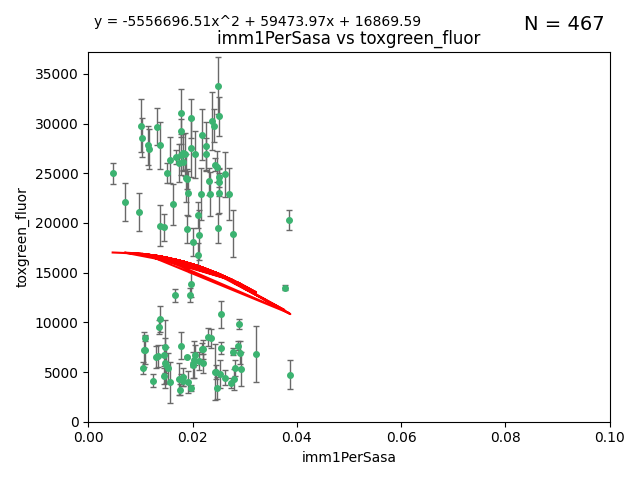 y = -5556696.51x^2 + 59473.97x + 16869.59
N = 467
imm1PerSasa vs toxgreen_fluor
toxgreen_fluor
35000
30000
25000
20000
15000
10000
5000
0
0.00 0.02 0.04 0.06 0.08 0.10
imm1PerSasa